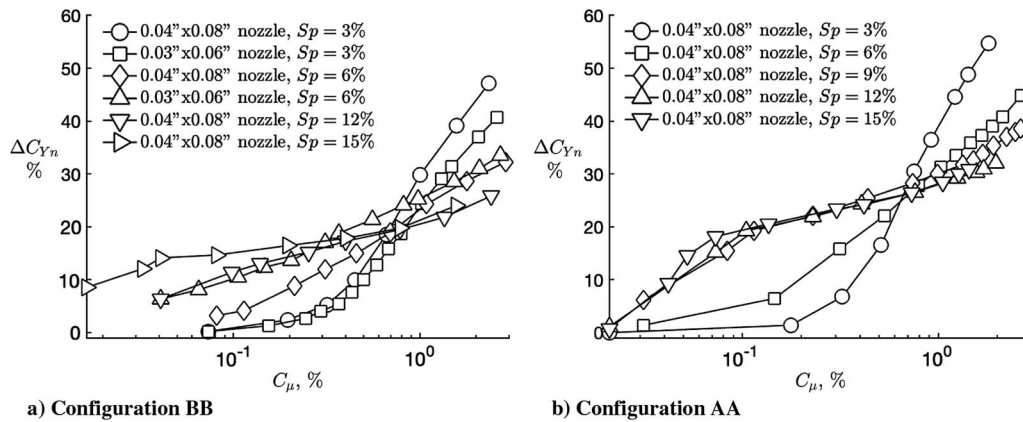 60
50
40
30
20
10
0
ΔC_{Yn}
%
0.04"x0.08" nozzle, Sp = 3%
0.03"x0.06" nozzle, Sp = 3%
0.04"x0.08" nozzle, Sp = 6%
0.03"x0.06" nozzle, Sp = 6%
0.04"x0.08" nozzle, Sp = 12%
0.04"x0.08" nozzle, Sp = 15%
10^{-1}
10^{0}
C_μ, %
a) Configuration BB
60
50
40
30
20
10
0
ΔC_{Yn}
%
0.04"x0.08" nozzle, Sp = 3%
0.04"x0.08" nozzle, Sp = 6%
0.04"x0.08" nozzle, Sp = 9%
0.04"x0.08" nozzle, Sp = 12%
0.04"x0.08" nozzle, Sp = 15%
10^{-1}
10^{0}
C_μ, %
b) Configuration AA